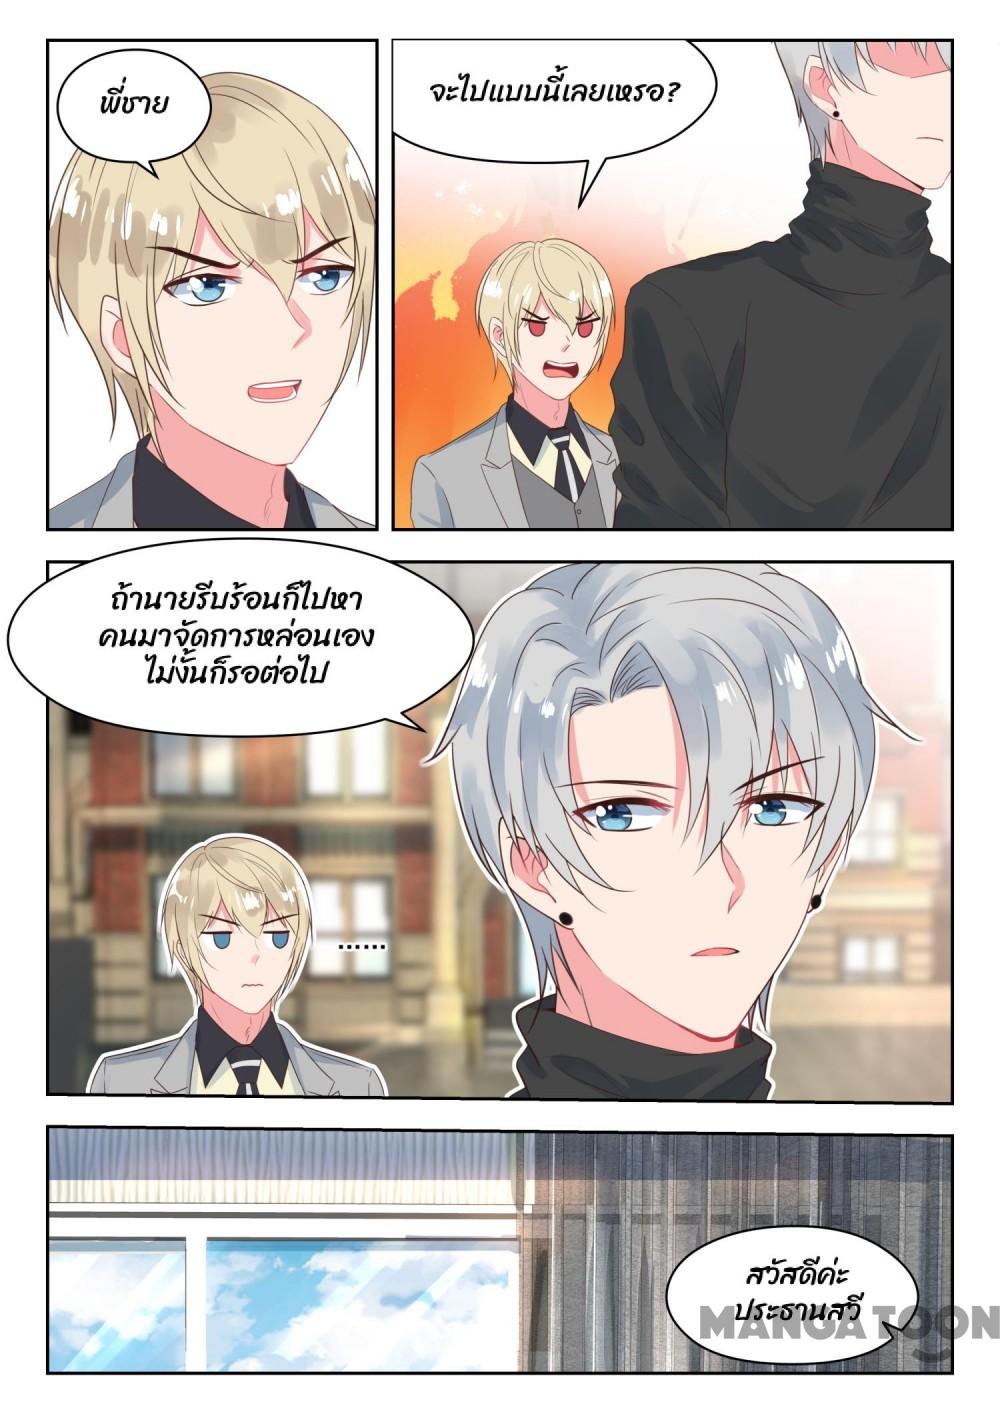 พี่ชาย
จะไปแบบนี้เลยเหรอ?
ถ้านายรีบร้อนก็ไปหา
คนมาจัดการหล่อนเอง
ไม่งั้นก็รอต่อไป
......
สวัสดีค่ะ
ประธานสวี
MANGATOON